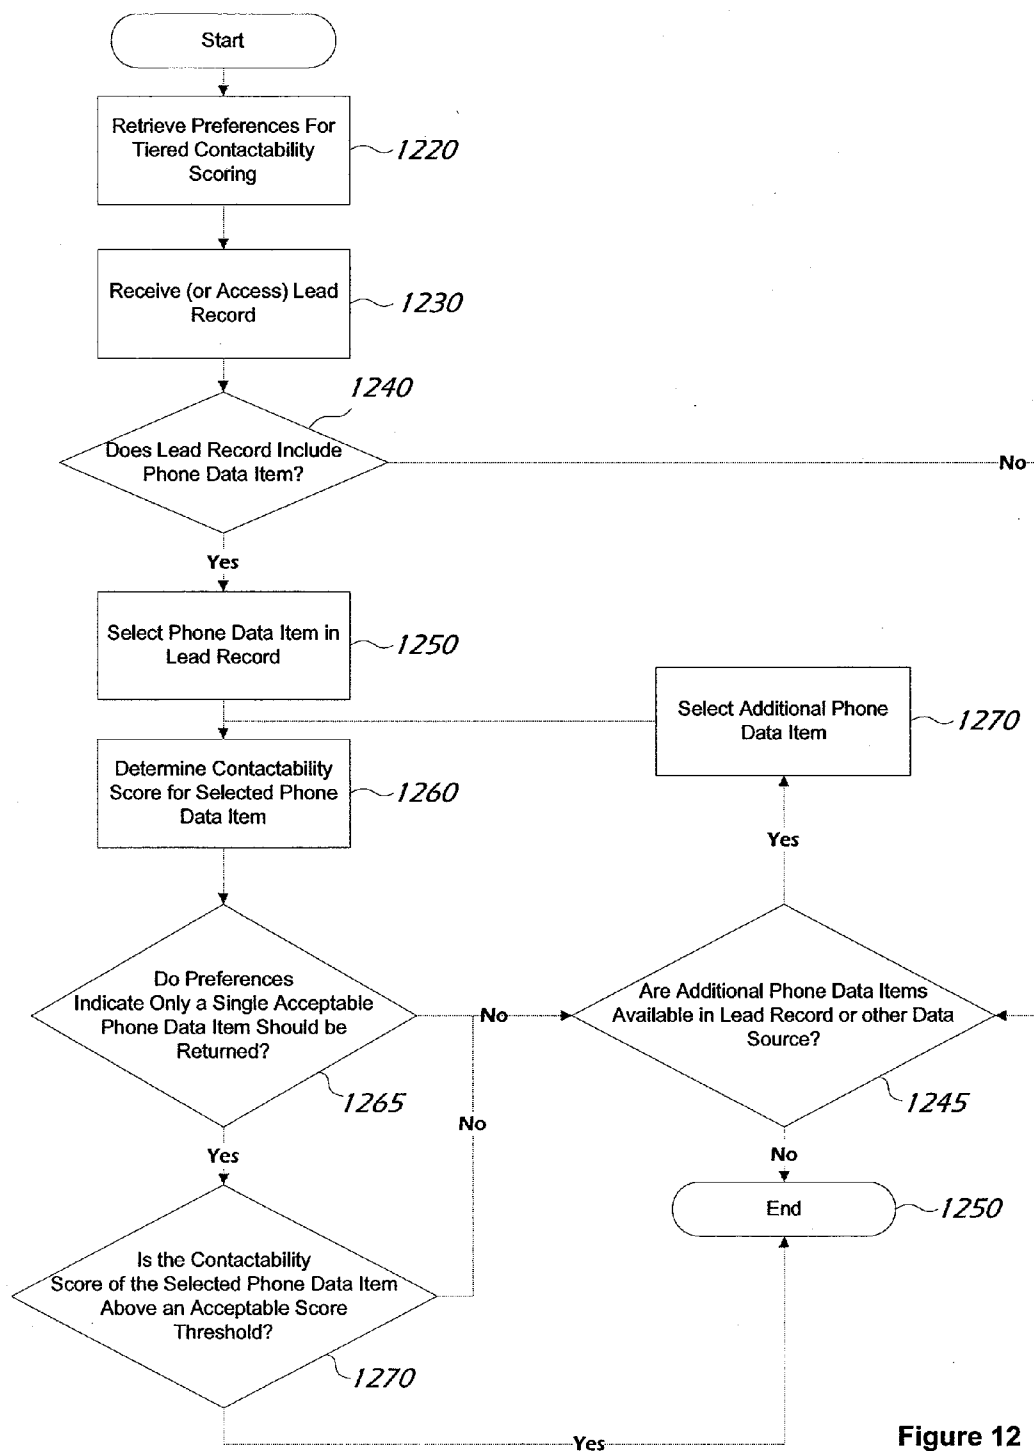 Start
Retrieve Preferences For
Tiered Contactability
Scoring
1220
Receive (or Access) Lead
Record
1230
1240
Does Lead Record Include
Phone Data Item?
No
Yes
Select Phone Data Item in
Lead Record
1250
Select Additional Phone
Data Item
1270
Determine Contactability
Score for Selected Phone
Data Item
1260
Yes
Do Preferences
Indicate Only a Single Acceptable
Phone Data Item Should be
Returned?
No
Are Additional Phone Data Items
Available in Lead Record or other Data
Source?
1265
1245
No
Yes
No
End
1250
Is the Contactability
Score of the Selected Phone Data Item
Above an Acceptable Score
Threshold?
1270
Yes
Figure 12